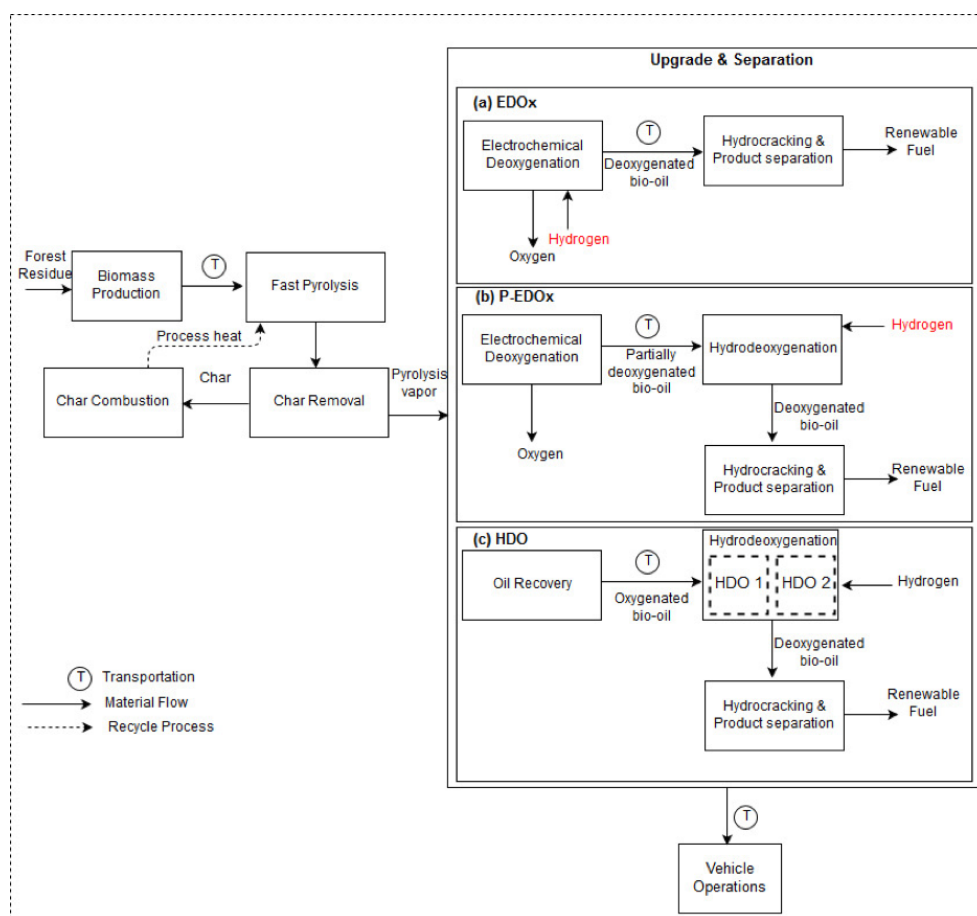 Upgrade & Separation
(a) EDOx
Electrochemical
Deoxygenation
T
Deoxygenated
bio-oil
Hydrocracking &
Product separation
Renewable
Fuel
Hydrogen
Oxygen
Forest
Residue
Biomass
Production
T
Fast Pyrolysis
Process heat
Char Combustion
Char
Char Removal
Pyrolysis
vapor
(b) P-EDOx
Electrochemical
Deoxygenation
T
Partially
deoxygenated
bio-oil
Hydrodeoxygenation
Hydrogen
Oxygen
Deoxygenated
bio-oil
Hydrocracking &
Product separation
Renewable
Fuel
(c) HDO
Oil Recovery
T
Oxygenated
bio-oil
Hydrodeoxygenation
HDO 1
HDO 2
Hydrogen
Deoxygenated
bio-oil
Hydrocracking &
Product separation
Renewable
Fuel
T Transportation
Material Flow
Recycle Process
T
Vehicle
Operations